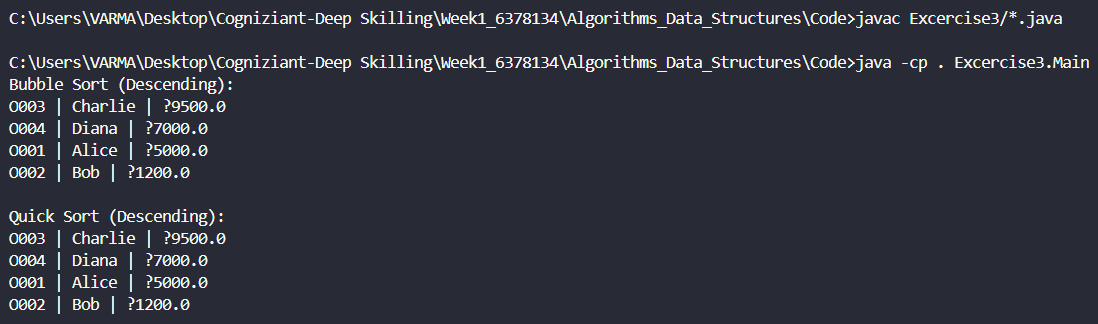 C:\Users\VARMA\Desktop\Cogniziant-Deep Skilling\Week1_6378134\Algorithms_Data_Structures\Code>javac Excercise3/*.java
C:\Users\VARMA\Desktop\Cogniziant-Deep Skilling\Week1_6378134\Algorithms_Data_Structures\Code>java -cp . Excercise3.Main
Bubble Sort (Descending):
O003 | Charlie | ?9500.0
O004 | Diana | ?7000.0
O001 | Alice | ?5000.0
O002 | Bob | ?1200.0
Quick Sort (Descending):
O003 | Charlie | ?9500.0
O004 | Diana | ?7000.0
O001 | Alice | ?5000.0
O002 | Bob | ?1200.0